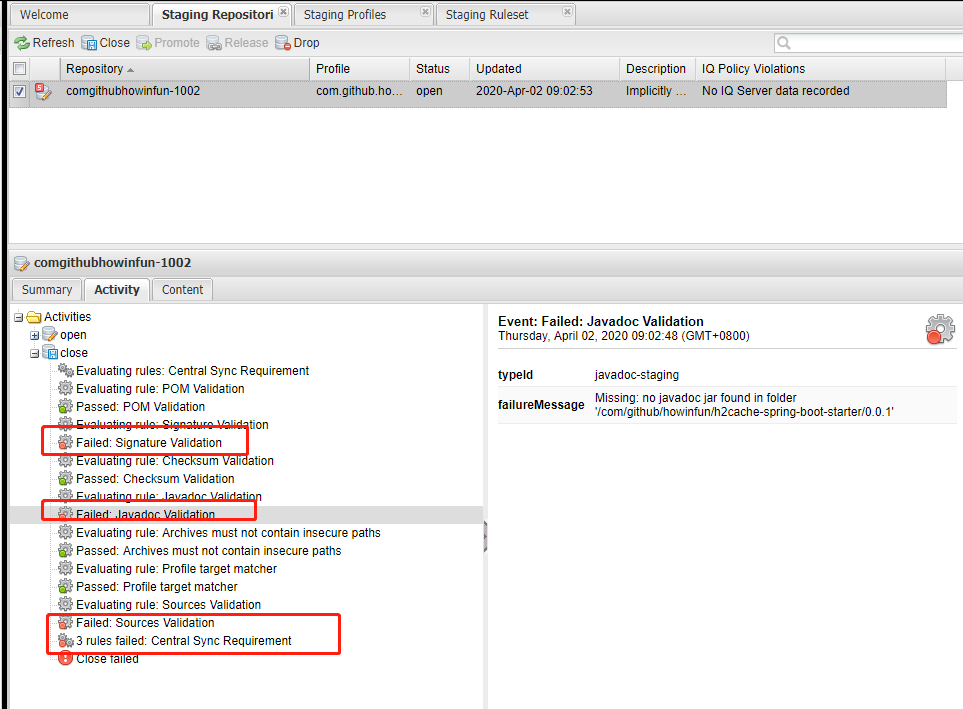 Welcome Staging Repositori Staging Profiles Staging Ruleset
Refresh Close Promote Release Drop
Repository Profile Status Updated Description IQ Policy Violations
comgithubhowinfun-1002 com.github.ho... open 2020-Apr-02 09:02:53 Implicitly ... No IQ Server data recorded
comgithubhowinfun-1002
Summary Activity Content
Activities
open
close
Evaluating rules: Central Sync Requirement
Evaluating rule: POM Validation
Passed: POM Validation
Evaluating rule: Signature Validation
Failed: Signature Validation
Evaluating rule: Checksum Validation
Passed: Checksum Validation
Evaluating rule: Javadoc Validation
Failed: Javadoc Validation
Evaluating rule: Archives must not contain insecure paths
Passed: Archives must not contain insecure paths
Evaluating rule: Profile target matcher
Passed: Profile target matcher
Evaluating rule: Sources Validation
Failed: Sources Validation
3 rules failed: Central Sync Requirement
Close failed
Event: Failed: Javadoc Validation
Thursday, April 02, 2020 09:02:48 (GMT+0800)
typeId javadoc-staging
failureMessage Missing: no javadoc jar found in folder
'/com/github/howinfun/h2cache-spring-boot-starter/0.0.1'